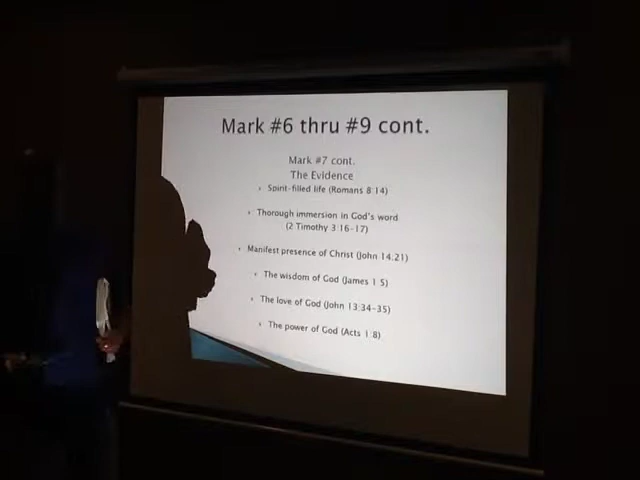 Mark #6 thru #9 cont.
Mark #7 cont.
The Evidence
Spirit-filled life (Romans 8:14)
Thorough immersion in God's word
(2 Timothy 3:16-17)
Manifest presence of Christ (John 14:21)
The wisdom of God (James 1:5)
The love of God (John 13:34-35)
The power of God (Acts 1:8)